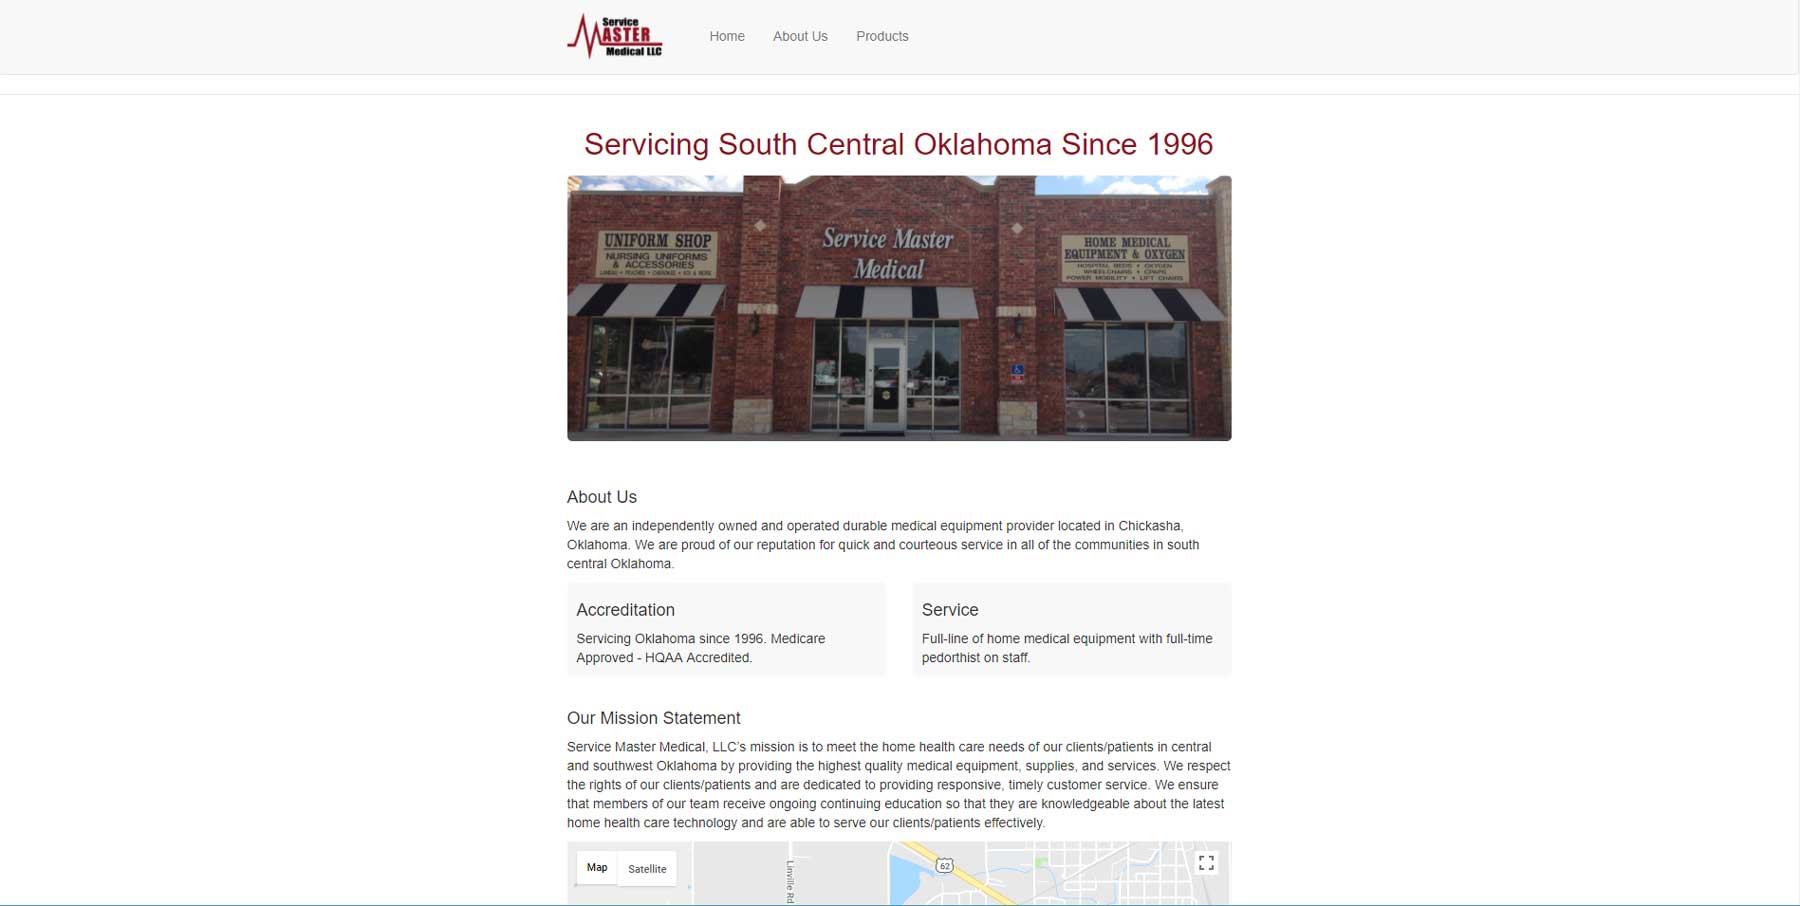 Service
MASTER
Medical LLC
Home
About Us
Products
Servicing South Central Oklahoma Since 1996
UNIFORM SHOP
NURSING UNIFORMS
& ACCESSORIES
LANDAU • PEACHES • CHEROKEE • KOI & MORE
Service Master
Medical
HOME MEDICAL
EQUIPMENT & OXYGEN
HOSPITAL BEDS • OXYGEN
WHEELCHAIRS • CPAPS
POWER MOBILITY • LIFT CHAIRS
About Us
We are an independently owned and operated durable medical equipment provider located in Chickasha,
Oklahoma. We are proud of our reputation for quick and courteous service in all of the communities in south
central Oklahoma.
Accreditation
Servicing Oklahoma since 1996. Medicare
Approved - HQAA Accredited.
Service
Full-line of home medical equipment with full-time
pedorthist on staff.
Our Mission Statement
Service Master Medical, LLC’s mission is to meet the home health care needs of our clients/patients in central
and southwest Oklahoma by providing the highest quality medical equipment, supplies, and services. We respect
the rights of our clients/patients and are dedicated to providing responsive, timely customer service. We ensure
that members of our team receive ongoing continuing education so that they are knowledgeable about the latest
home health care technology and are able to serve our clients/patients effectively.
Map
Satellite
Linville Rd
62